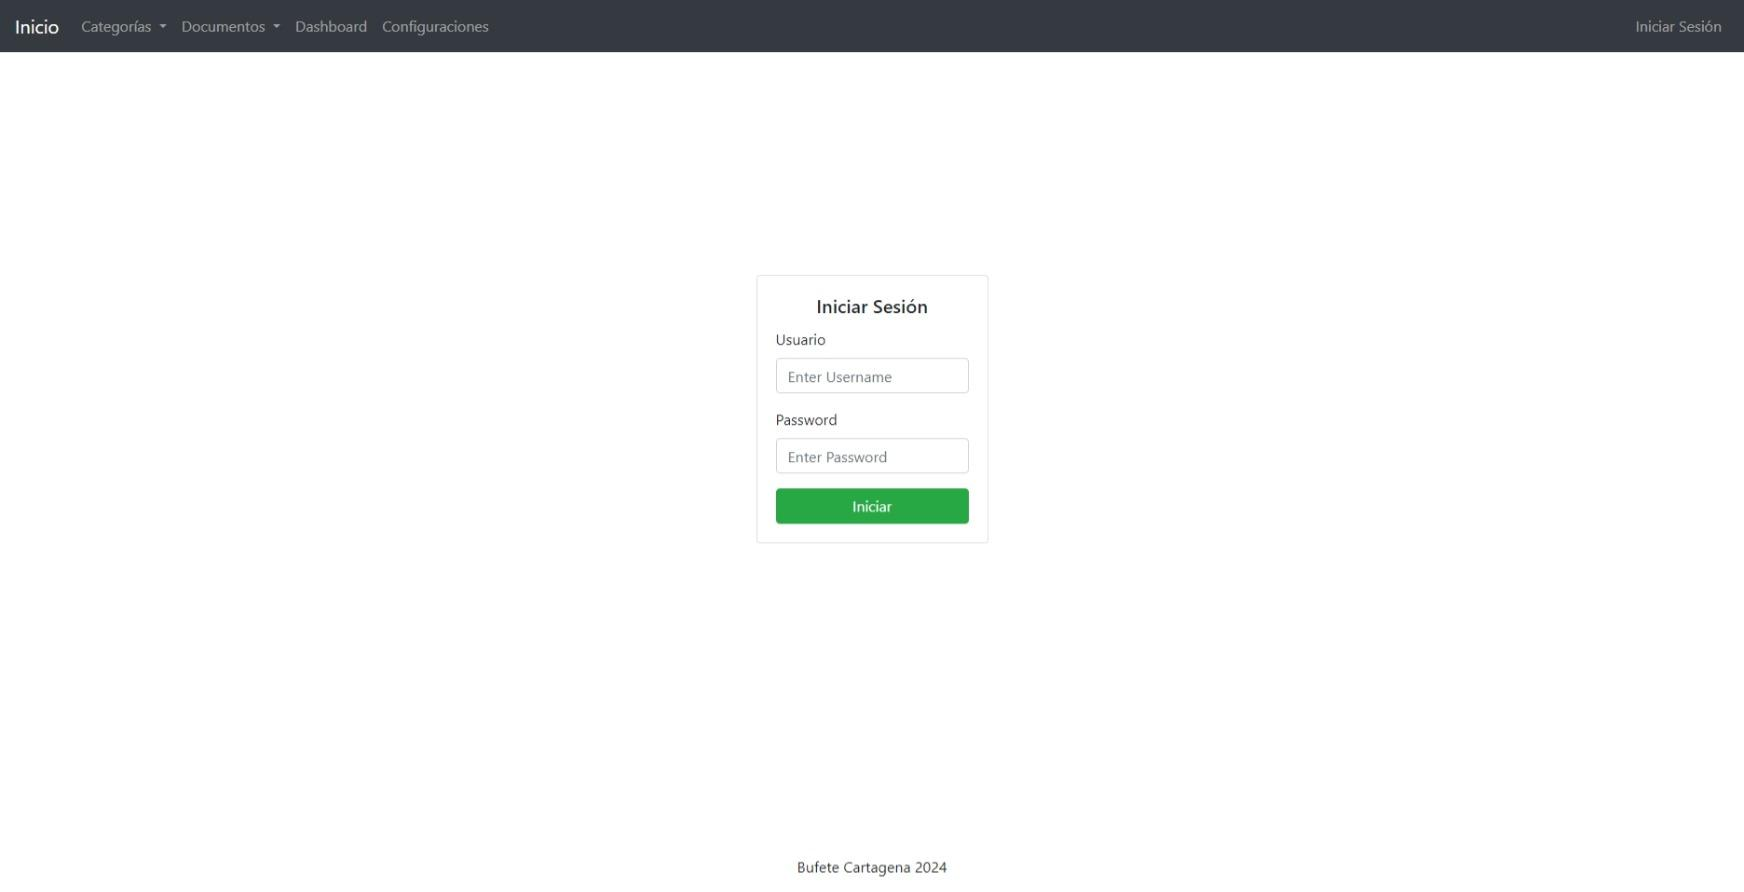 Inicio Categorías Documentos Dashboard Configuraciones Iniciar Sesión
Iniciar Sesión
Usuario
Enter Username
Password
Enter Password
Iniciar
Bufete Cartagena 2024